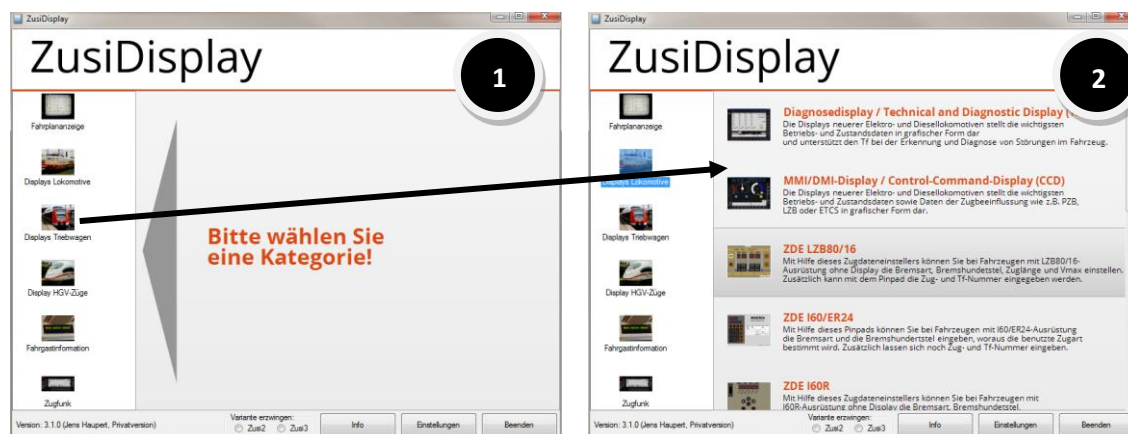 ZusiDisplay
ZusiDisplay
1
Fahrplananzeige
Displays Lokomotive
Displays Triebwagen
Display HGV-Züge
Fahrgastinfomation
Zugfunk
Bitte wählen Sie
eine Kategorie!
Version: 3.1.0 (Jens Haupert, Privatversion)
Variante erzwingen:
Zusi2 Zusi3
Info
Einstellungen
Beenden
ZusiDisplay
ZusiDisplay
2
Fahrplananzeige
Displays Lokomotive
Displays Triebwagen
Display HGV-Züge
Fahrgastinfomation
Zugfunk
Diagnosedisplay / Technical and Diagnostic Display
Die Displays neuerer Elektro- und Diesellokomotiven stellt die wichtigsten
Betriebs- und Zustandsdaten in grafischer Form dar
und unterstützt den Tf bei der Erkennung und Diagnose von Störungen im Fahrzeug.
MMI/DMI-Display / Control-Command-Display (CCD)
Die Displays neuerer Elektro- und Diesellokomotiven stellt die wichtigsten
Betriebs- und Zustandsdaten sowie Daten der Zugbeeinflussung wie z.B. PZB,
LZB oder ETCS in grafischer Form dar.
ZDE LZB80/16
Mit Hilfe dieses Zugdateneinstellers können Sie bei Fahrzeugen mit LZB80/16-
Ausrüstung ohne Display die Bremsart, Bremshundetstel, Zuglänge und Vmax einstellen.
Zusätzlich kann mit dem Pinpad die Zug- und Tf-Nummer eingegeben werden.
ZDE I60/ER24
Mit Hilfe dieses Pinpads können Sie bei Fahrzeugen mit I60/ER24-Ausrüstung
die Bremsart und die Bremshundertstel eingeben, woraus die benutzte Zugart
bestimmt wird. Zusätzlich lassen sich noch Zug- und Tf-Nummer eingeben.
ZDE I60R
Mit Hilfe dieses Zugdateneinstellers können Sie bei Fahrzeugen mit
I60R-Ausrüstung ohne Display die Bremsart, Bremshundertstel,
Version: 3.1.0 (Jens Haupert, Privatversion)
Variante erzwingen:
Zusi2 Zusi3
Info
Einstellungen
Beenden